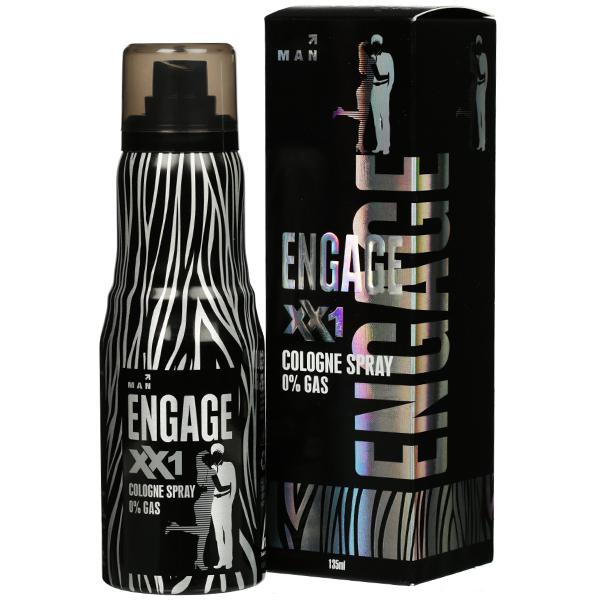 MAN
ENGAGE
XX1
COLOGNE SPRAY
0% GAS
MAN
ENGAGE
XX1
COLOGNE SPRAY
0% GAS
ENGAGE
135ml